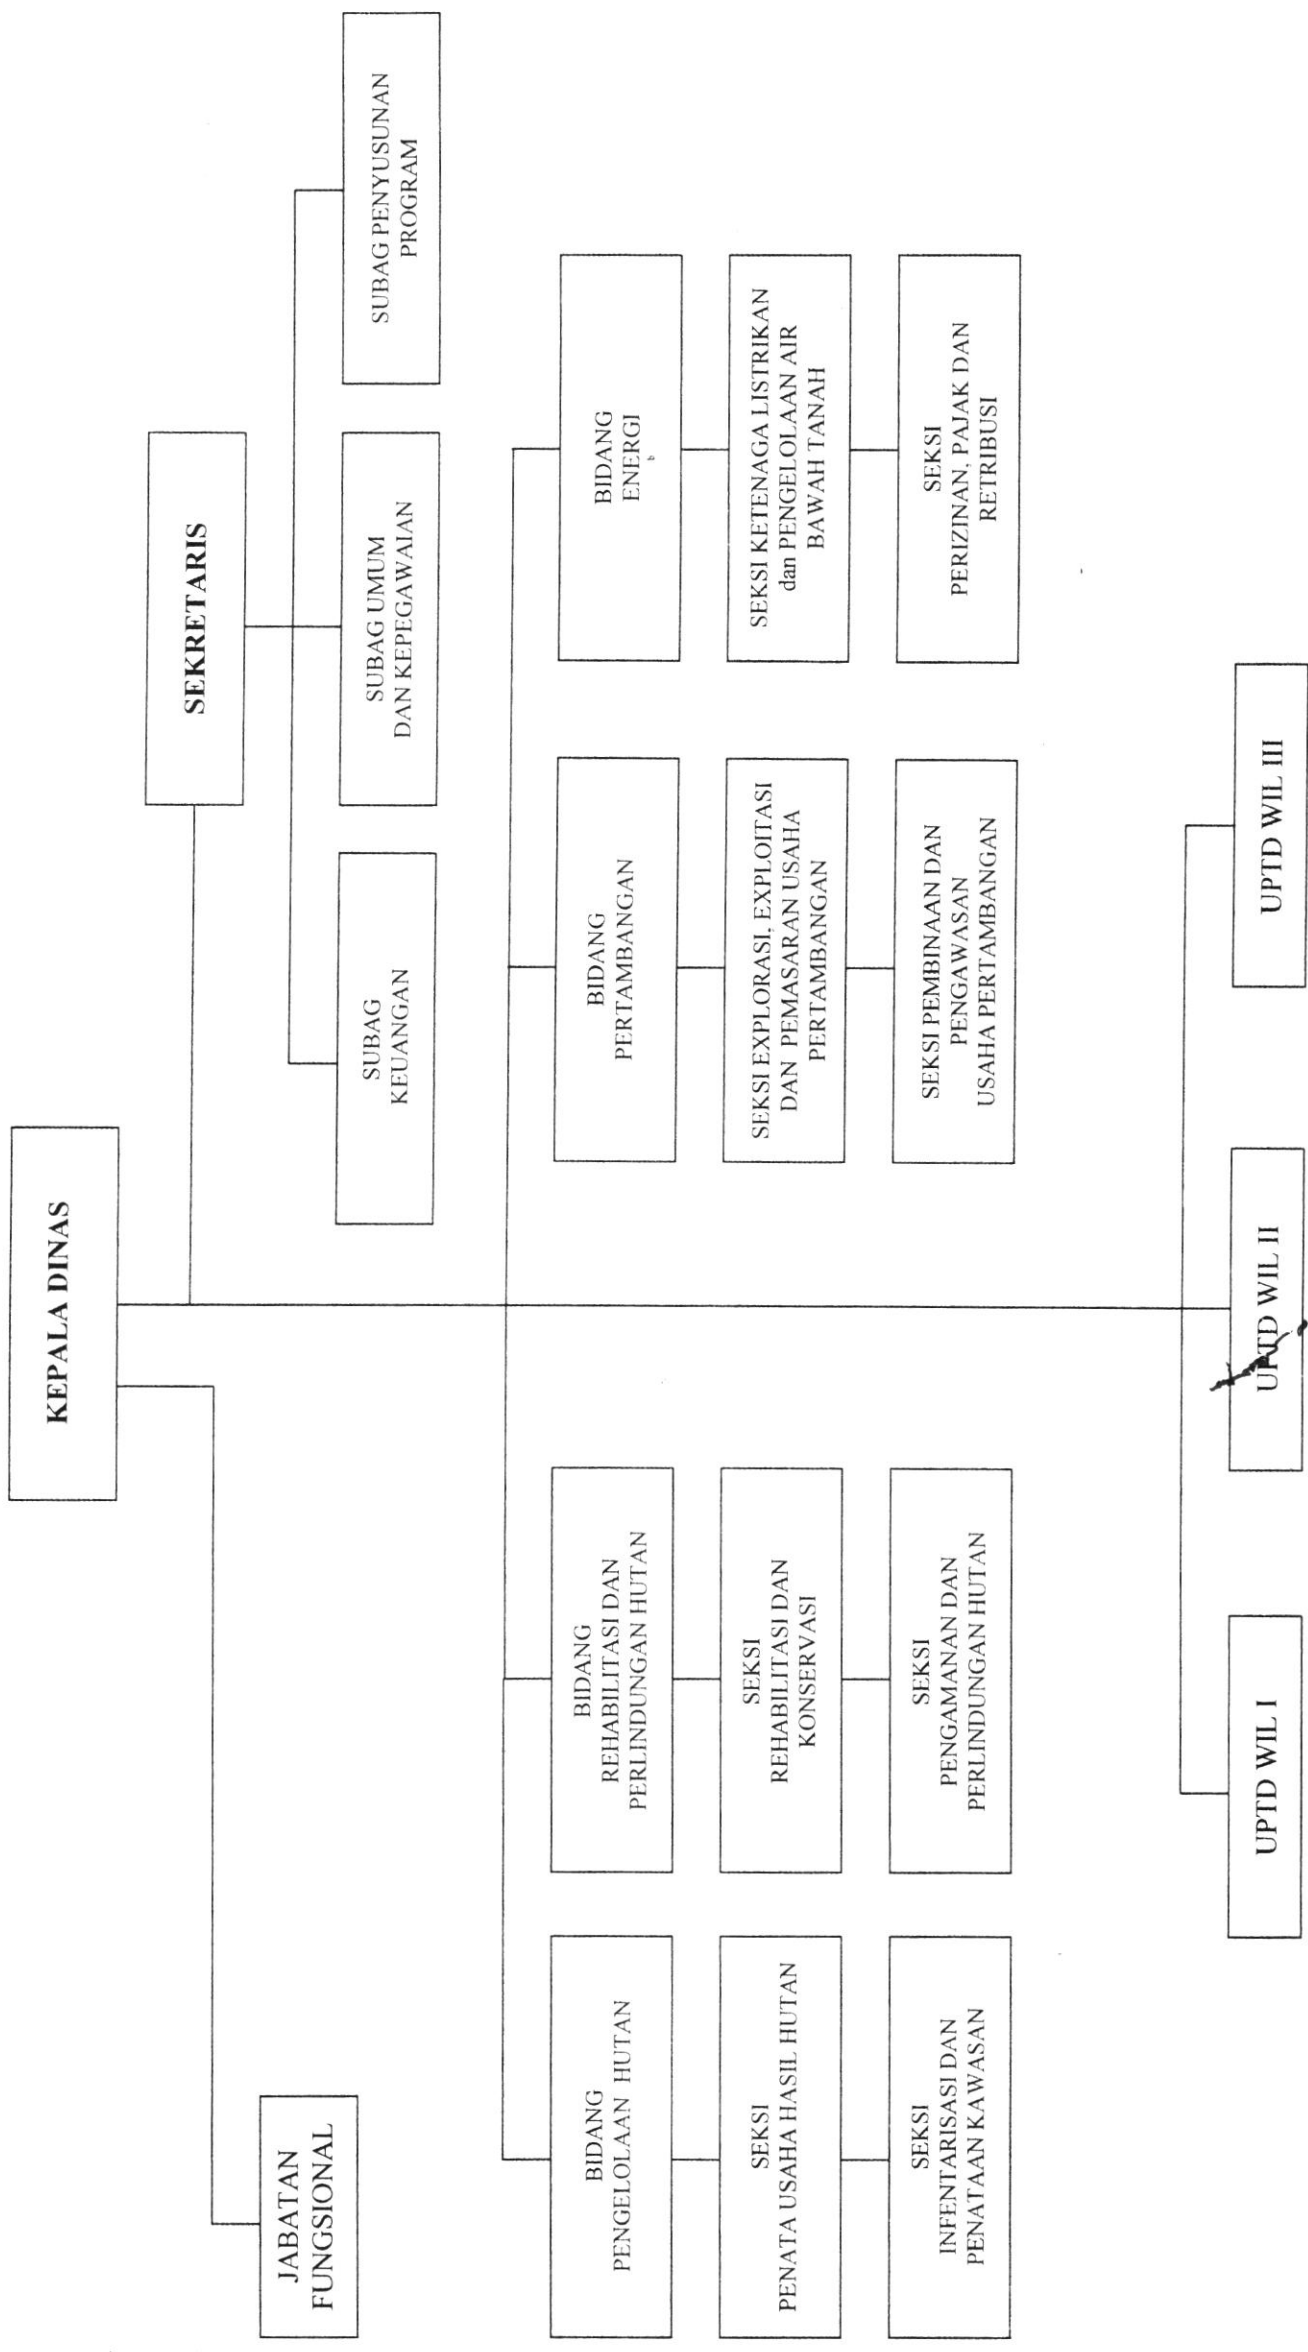 KEPALA DINAS
JABATAN
FUNGSIONAL
SEKRETARIS
SUBAG
KEUANGAN
SUBAG UMUM
DAN KEPEGAWAIAN
SUBAG PENYUSUNAN
PROGRAM
BIDANG
PENGELOLAAN HUTAN
BIDANG
REHABILITASI DAN
PERLINDUNGAN HUTAN
BIDANG
PERTAMBANGAN
BIDANG
ENERGI
SEKSI
PENATA USAHA HASIL HUTAN
SEKSI
REHABILITASI DAN
KONSERVASI
SEKSI EXPLORASI, EXPLOITASI
DAN PEMASARAN USAHA
PERTAMBANGAN
SEKSI KETENAGA LISTRIKAN
dan PENGELOLAAN AIR
BAWAH TANAH
SEKSI
INFENTARISASI DAN
PENATAAN KAWASAN
SEKSI
PENGAMANAN DAN
PERLINDUNGAN HUTAN
SEKSI PEMBINAAN DAN
PENGAWASAN
USAHA PERTAMBANGAN
SEKSI
PERIZINAN, PAJAK DAN
RETRIBUSI
UPTD WIL I
UPTD WIL II
UPTD WIL III